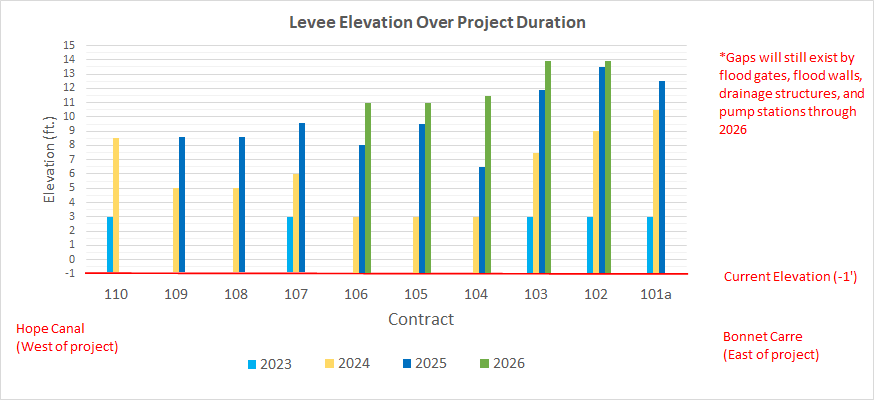 Levee Elevation Over Project Duration
15
14
13
12
11
10
9
8
7
6
5
4
3
2
1
0
-1
Elevation (ft.)
110 109 108 107 106 105 104 103 102 101a
Contract
2023 2024 2025 2026
*Gaps will still exist by
flood gates, flood walls,
drainage structures, and
pump stations through
2026
Current Elevation (-1')
Hope Canal
(West of project)
Bonnet Carre
(East of project)